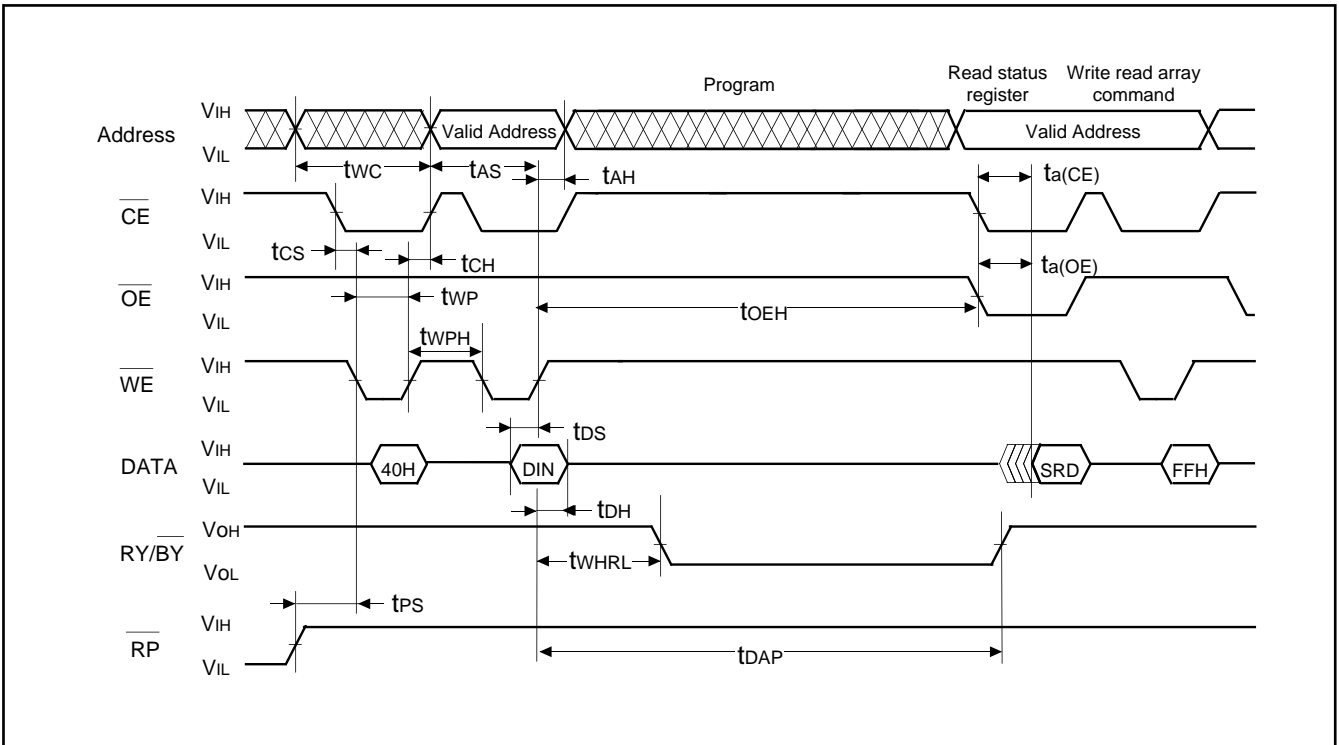 Program
Read status register
Write read array command
Address
VIH
VIL
Valid Address
Valid Address
tWC
tAS
tAH
ta(CE)
CE
VIH
VIL
tCS
tCH
OE
VIH
VIL
tWP
tOEH
ta(OE)
tWPH
WE
VIH
VIL
tDS
DATA
VIH
VIL
40H
DIN
SRD
FFH
tDH
RY/BY
VOH
VOL
tWHRL
tPS
RP
VIH
VIL
tDAP